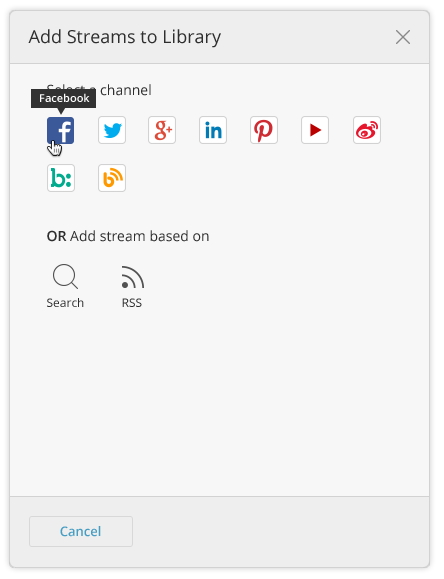 Add Streams to Library
Select a channel
Facebook
OR Add stream based on
Search
RSS
Cancel